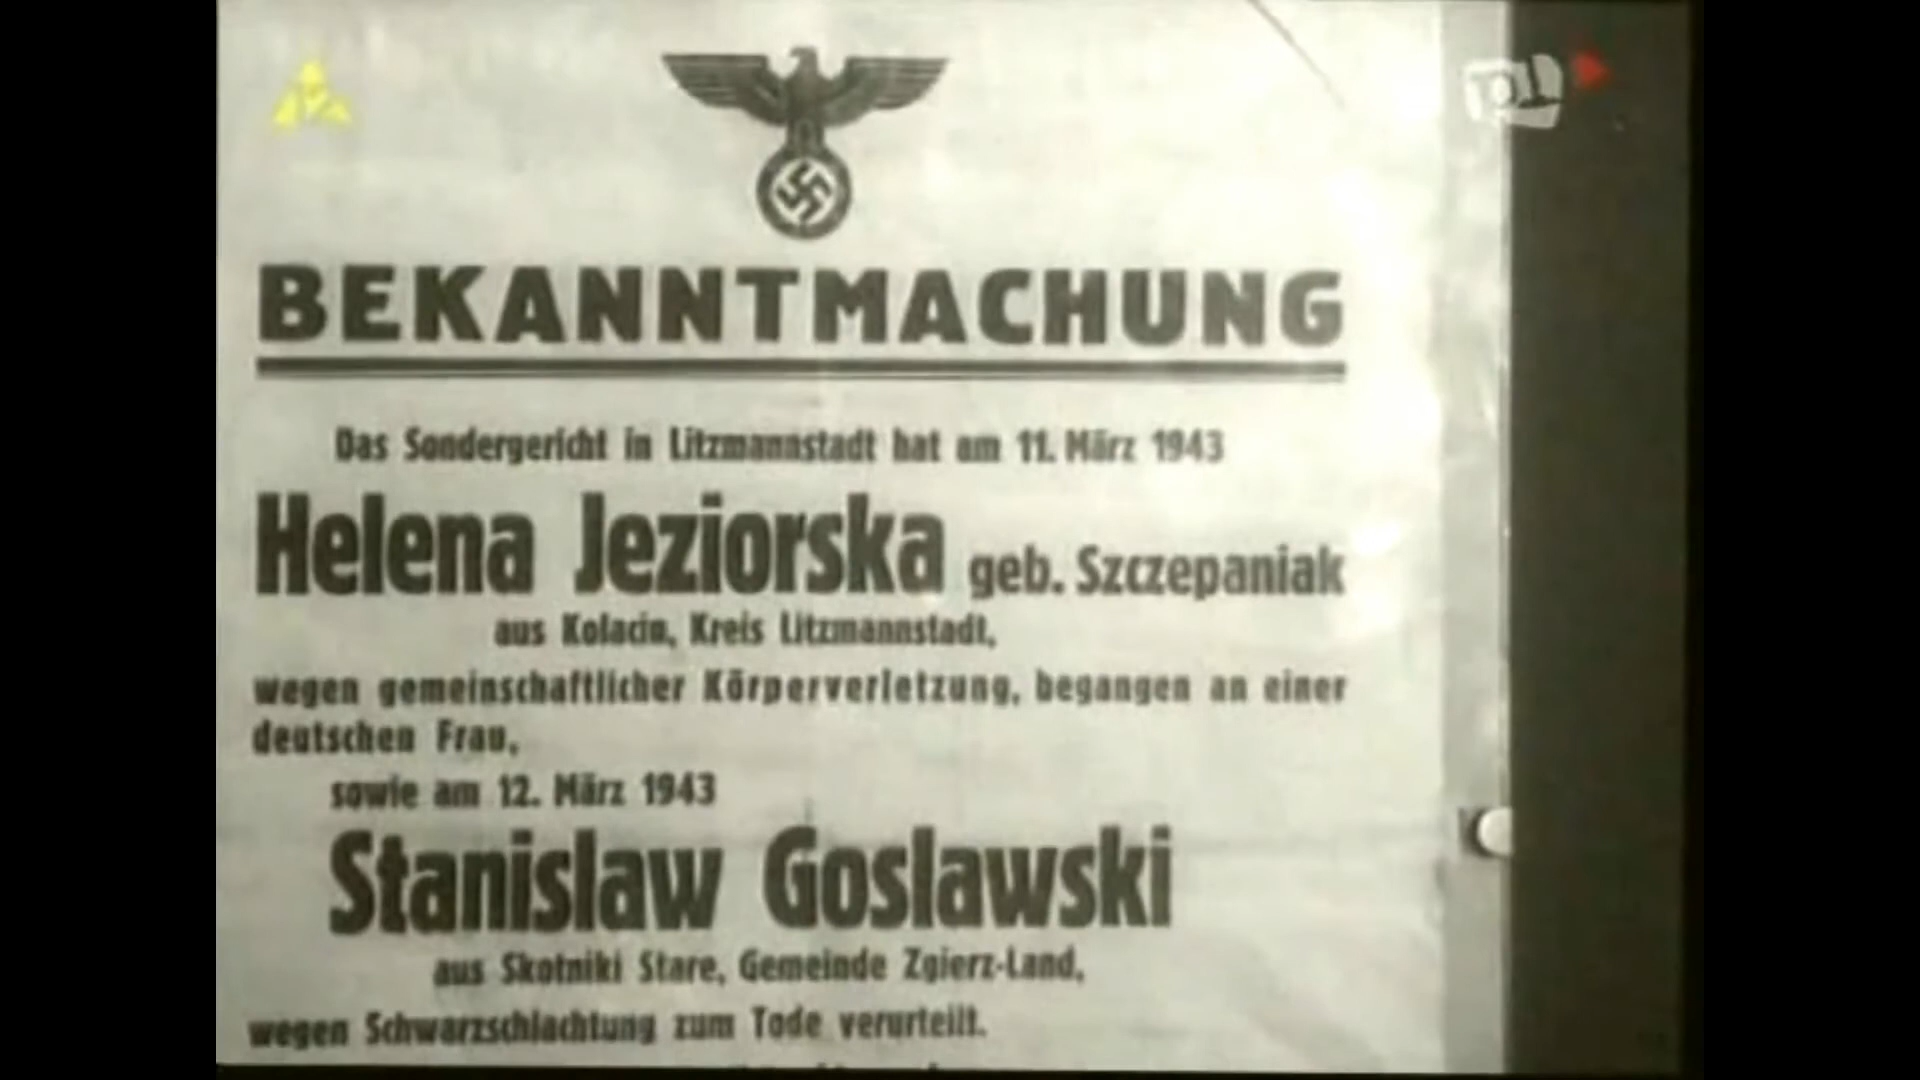 BEKANNTMACHUNG
Das Sondergericht in Litzmannstadt hat am 11. März 1943
Helena Jeziorska geb. Szczepaniak
aus Kolacin, Kreis Litzmannstadt,
wegen gemeinschaftlicher Körperverletzung, begangen an einer
deutschen Frau,
sowie am 12. März 1943
Stanislaw Goslawski
aus Skotniki Stare, Gemeinde Zgierz-Land,
wegen Schwarzschlachtung zum Tode verurteilt.